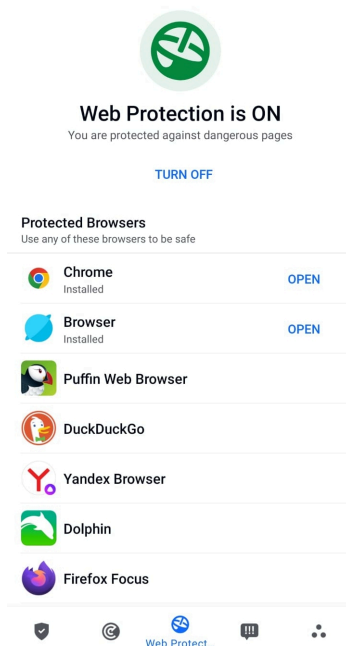 Web Protection is ON
You are protected against dangerous pages
TURN OFF
Protected Browsers
Use any of these browsers to be safe
Chrome
Installed
OPEN
Browser
Installed
OPEN
Puffin Web Browser
DuckDuckGo
Yandex Browser
Dolphin
Firefox Focus
Web Protect...